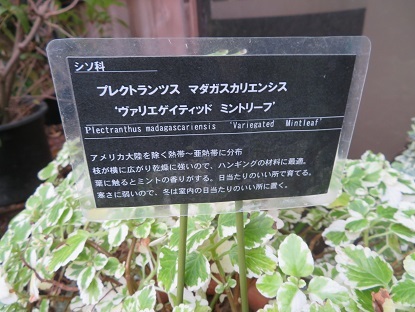 シソ科
プレクトランツス マダガスカリエンシス
'ヴァリエゲイティッド ミントリーフ'
Plectranthus madagascariensis 'Variegated Mintleaf'
アメリカ大陸を除く熱帯～亜熱帯に分布
枝が横に広がり乾燥に強いので、ハンギングの材料に最適。
葉に触るとミントの香りがする。日当たりのいい所で育てる。
寒さに弱いので、冬は室内の日当たりのいい所に置く。